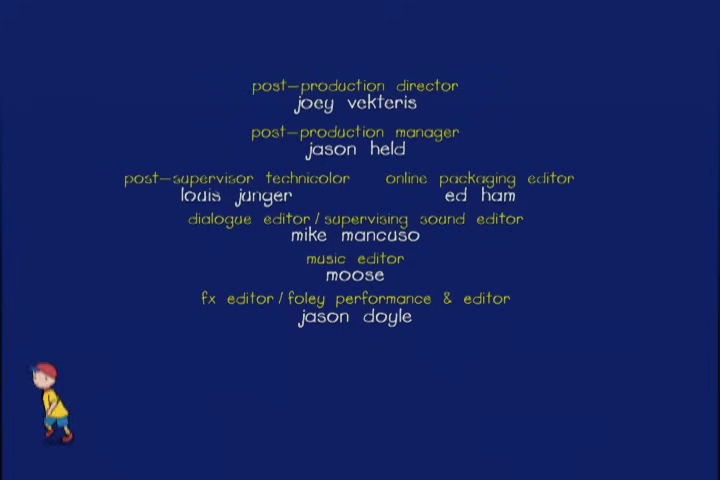 post-production director
joey vekteris
post-production manager
jason held
post-supervisor technicolor online packaging editor
louis junger ed ham
dialogue editor/supervising sound editor
mike mancuso
music editor
moose
fx editor/foley performance & editor
jason doyle